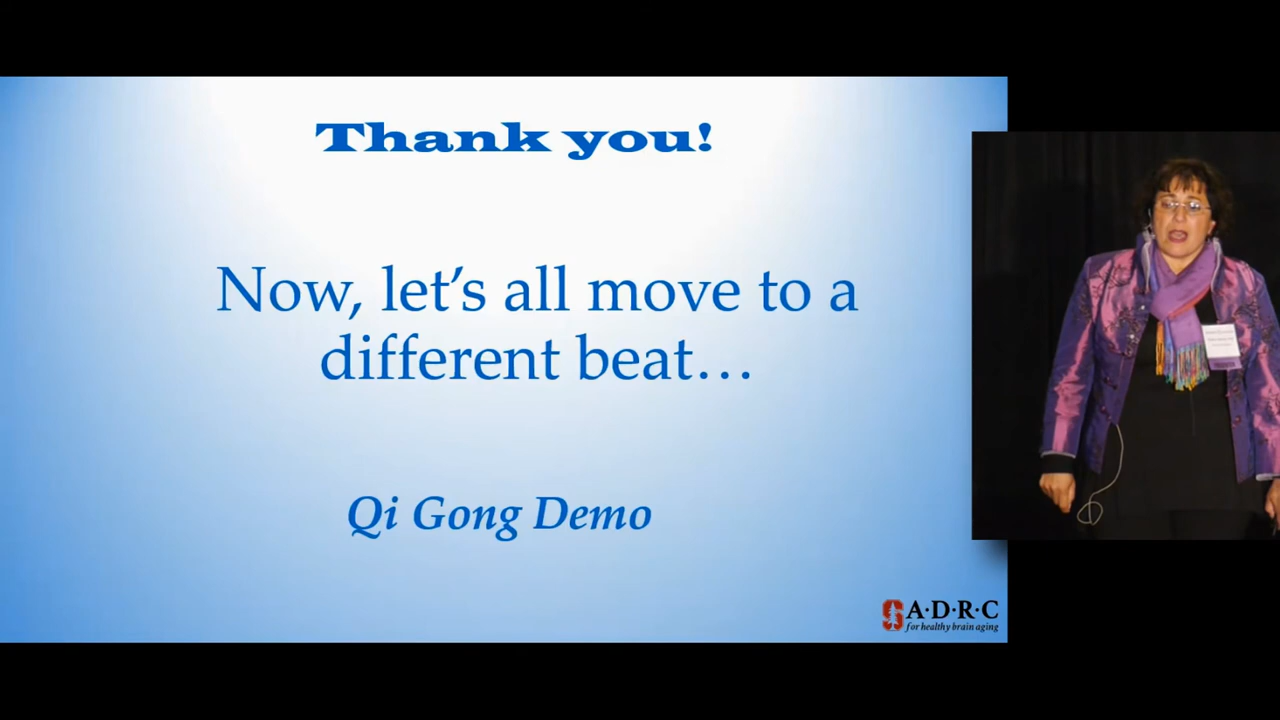 Thank you!
Now, let's all move to a
different beat…
Qi Gong Demo
A·D·R·C
for healthy brain aging